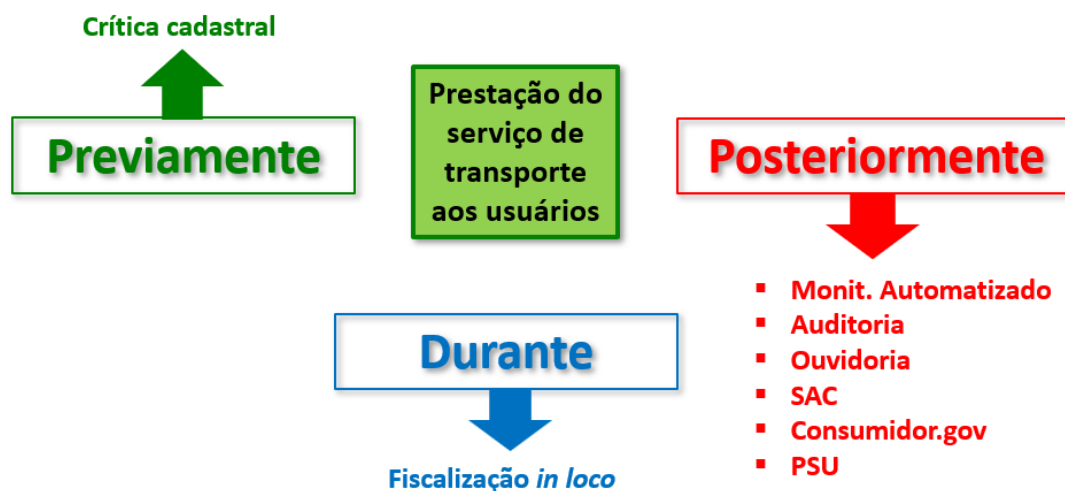 Crítica cadastral
Previamente
Prestação do
serviço de
transporte
aos usuários
Durante
Fiscalização in loco
Posteriormente
▪ Monit. Automatizado
▪ Auditoria
▪ Ouvidoria
▪ SAC
▪ Consumidor.gov
▪ PSU